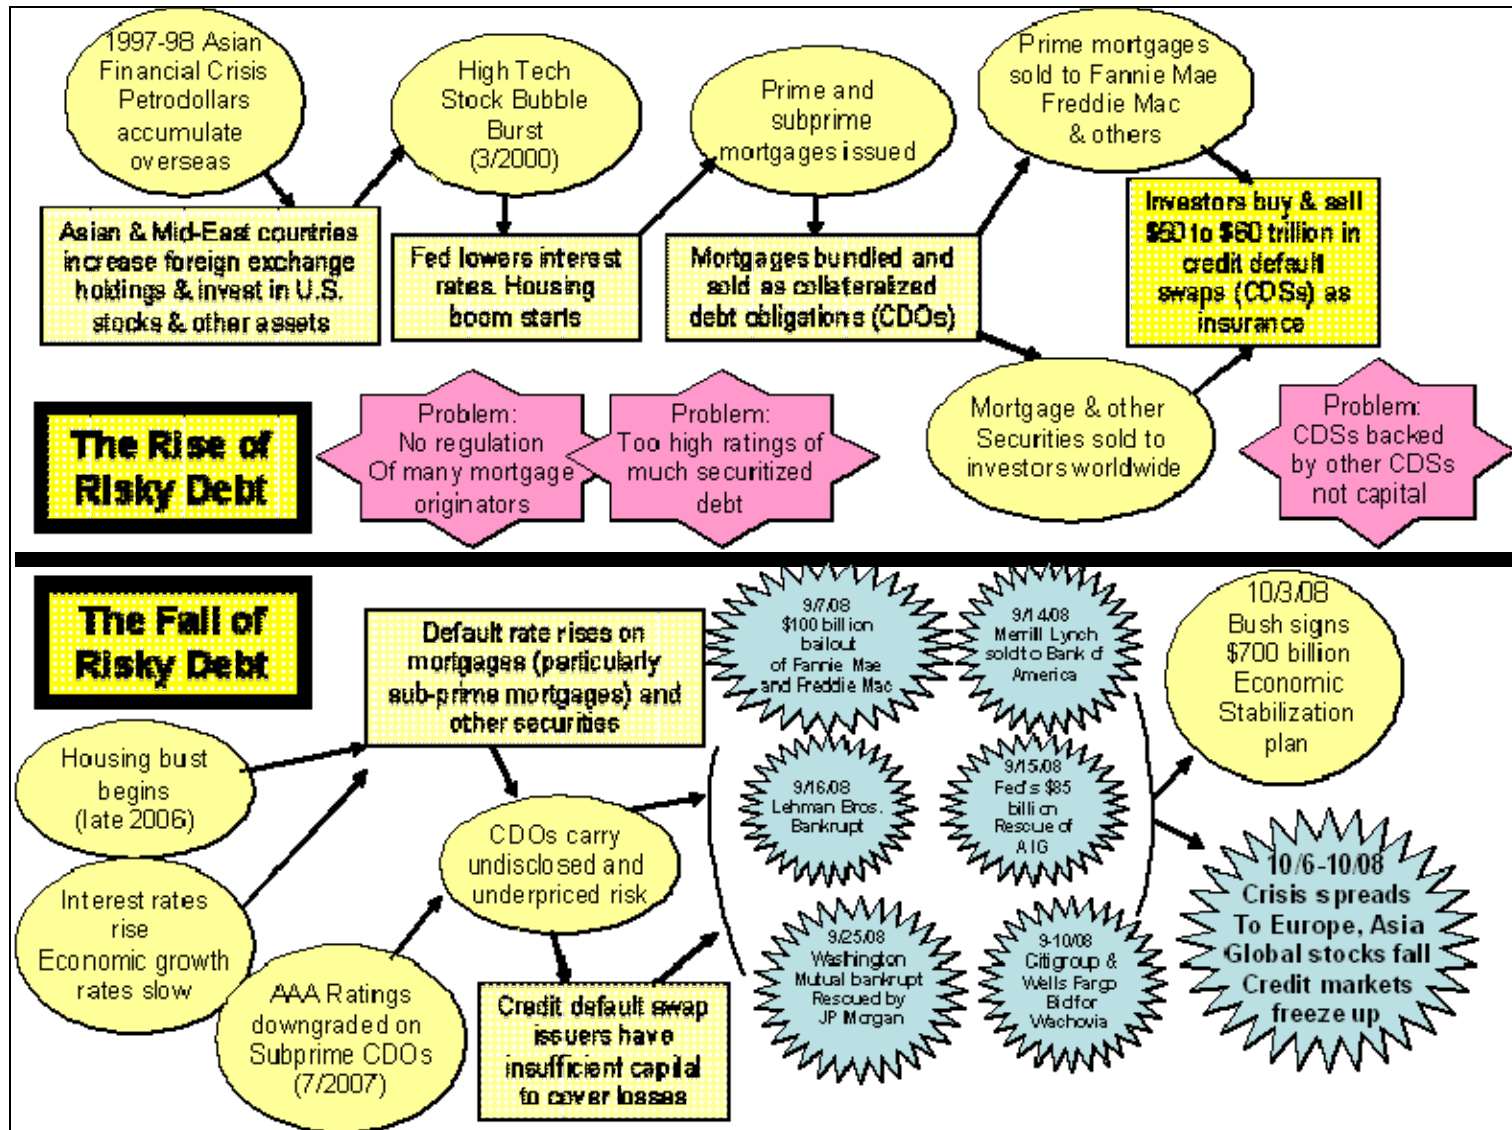 1997-98 Asian
Financial Crisis
Petrodollars
accumulate
overseas
High Tech
Stock Bubble
Burst
(3/2000)
Prime and
subprime
mortgages issued
Prime mortgages
sold to Fannie Mae
Freddie Mac
& others
Asian & Mid-East countries
increase foreign exchange
holdings & invest in U.S.
stocks & other assets
Fed lowers interest
rates. Housing
boom starts
Mortgages bundled and
sold as collateralized
debt obligations (CDOs)
Investors buy & sell
$50 to $60 trillion in
credit default
swaps (CDSs) as
insurance
Mortgage & other
Securities sold to
investors worldwide
The Rise of
Risky Debt
Problem:
No regulation
Of many mortgage
originators
Problem:
Too high ratings of
much securitized
debt
Problem:
CDSs backed
by other CDSs
not capital
The Fall of
Risky Debt
Default rate rises on
mortgages (particularly
sub-prime mortgages) and
other securities
Housing bust
begins
(late 2006)
Interest rates
rise
Economic growth
rates slow
AAA Ratings
downgraded on
Subprime CDOs
(7/2007)
CDOs carry
undisclosed and
underpriced risk
Credit default swap
issuers have
insufficient capital
to cover losses
9/7/08
$100 billion
bailout
of Fannie Mae
and Freddie Mac
9/14/08
Merrill Lynch
sold to Bank of
America
9/16/08
Lehman Bros.
Bankrupt
9/15/08
Fed's $85
billion
Rescue of
AIG
9/25/08
Washington
Mutual bankrupt
Rescued by
JP Morgan
9-10/08
Citigroup &
Wells Fargo
Bid for
Wachovia
10/3/08
Bush signs
$700 billion
Economic
Stabilization
plan
10/6-10/08
Crisis spreads
To Europe, Asia
Global stocks fall
Credit markets
freeze up